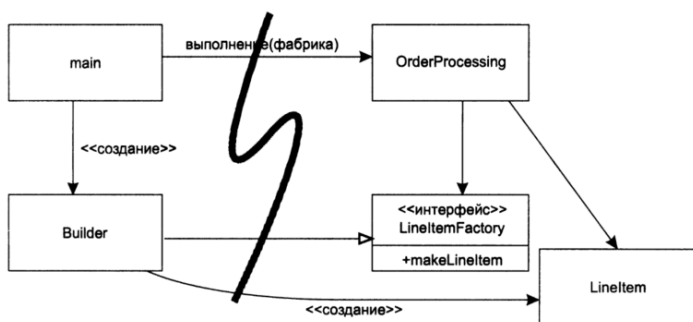 выполнение(фабрика)
main
OrderProcessing
<<создание>>
Builder
<<интерфейс>>
LineItemFactory
+makeLineItem
LineItem
<<создание>>